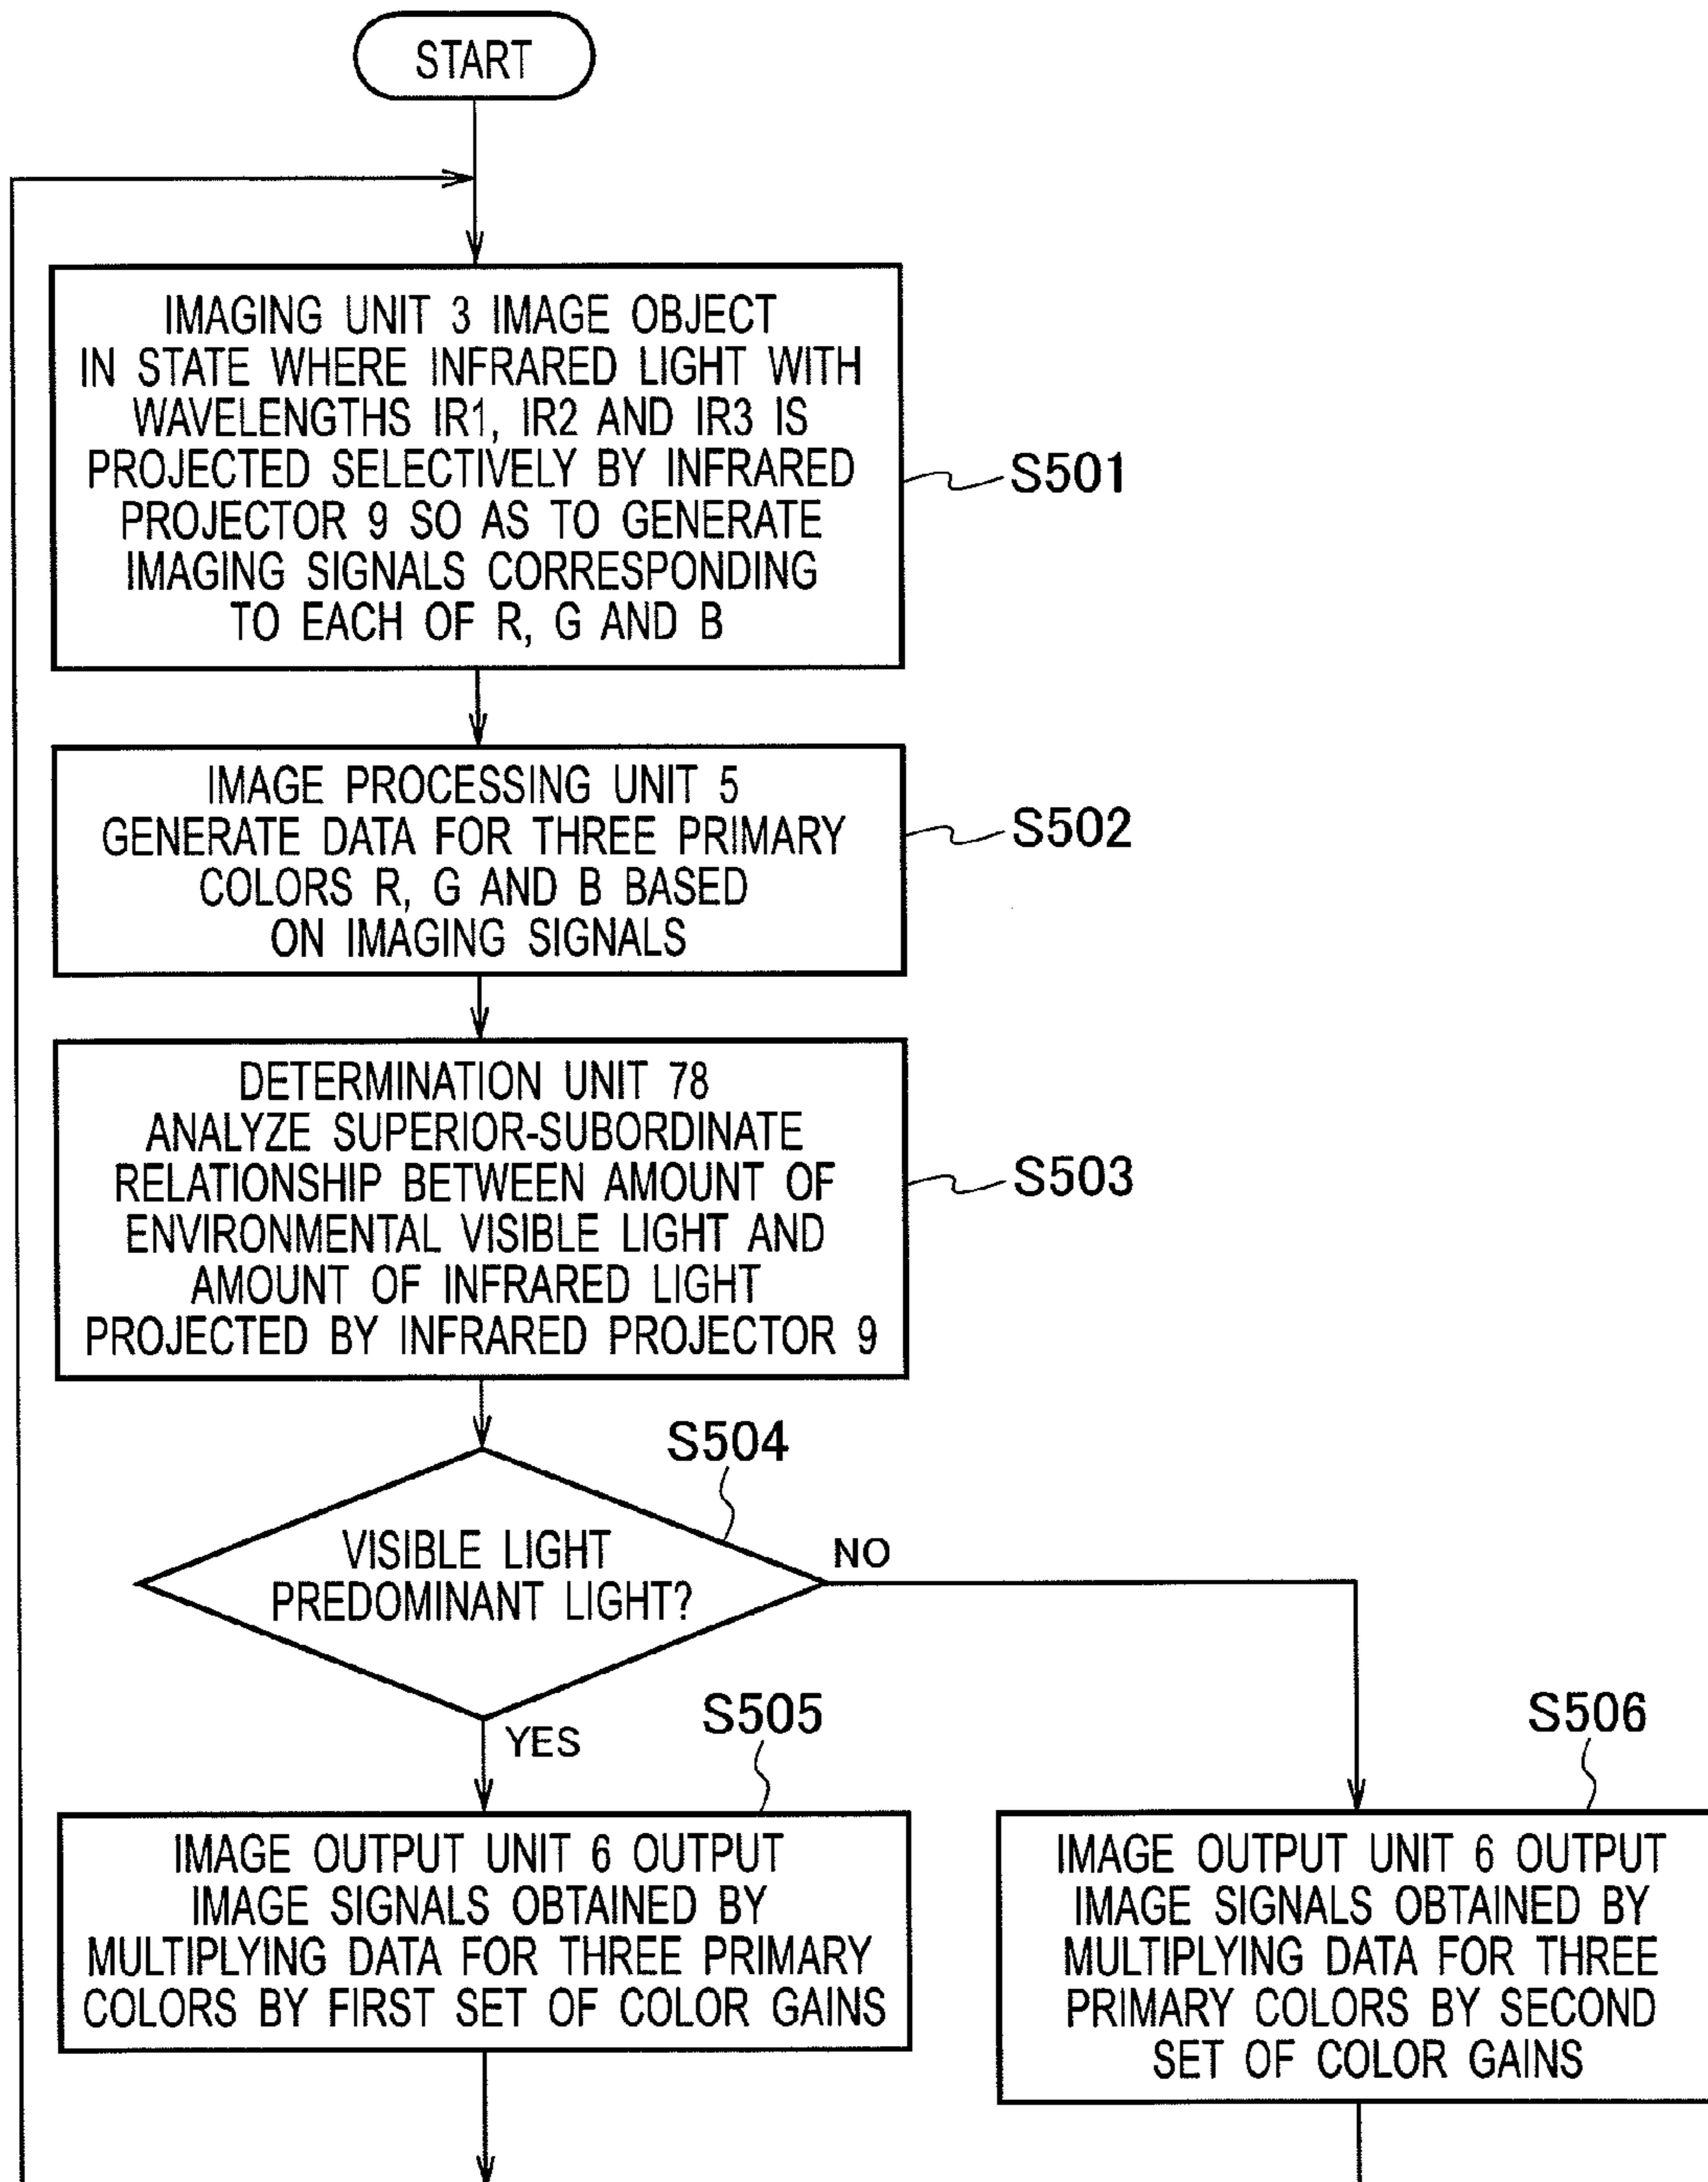 START
IMAGING UNIT 3 IMAGE OBJECT
IN STATE WHERE INFRARED LIGHT WITH
WAVELENGTHS IR1, IR2 AND IR3 IS
PROJECTED SELECTIVELY BY INFRARED
PROJECTOR 9 SO AS TO GENERATE
IMAGING SIGNALS CORRESPONDING
TO EACH OF R, G AND B
S501
IMAGE PROCESSING UNIT 5
GENERATE DATA FOR THREE PRIMARY
COLORS R, G AND B BASED
ON IMAGING SIGNALS
S502
DETERMINATION UNIT 78
ANALYZE SUPERIOR-SUBORDINATE
RELATIONSHIP BETWEEN AMOUNT OF
ENVIRONMENTAL VISIBLE LIGHT AND
AMOUNT OF INFRARED LIGHT
PROJECTED BY INFRARED PROJECTOR 9
S503
S504
VISIBLE LIGHT
PREDOMINANT LIGHT?
NO
YES
S505
IMAGE OUTPUT UNIT 6 OUTPUT
IMAGE SIGNALS OBTAINED BY
MULTIPLYING DATA FOR THREE PRIMARY
COLORS BY FIRST SET OF COLOR GAINS
S506
IMAGE OUTPUT UNIT 6 OUTPUT
IMAGE SIGNALS OBTAINED BY
MULTIPLYING DATA FOR THREE
PRIMARY COLORS BY SECOND
SET OF COLOR GAINS